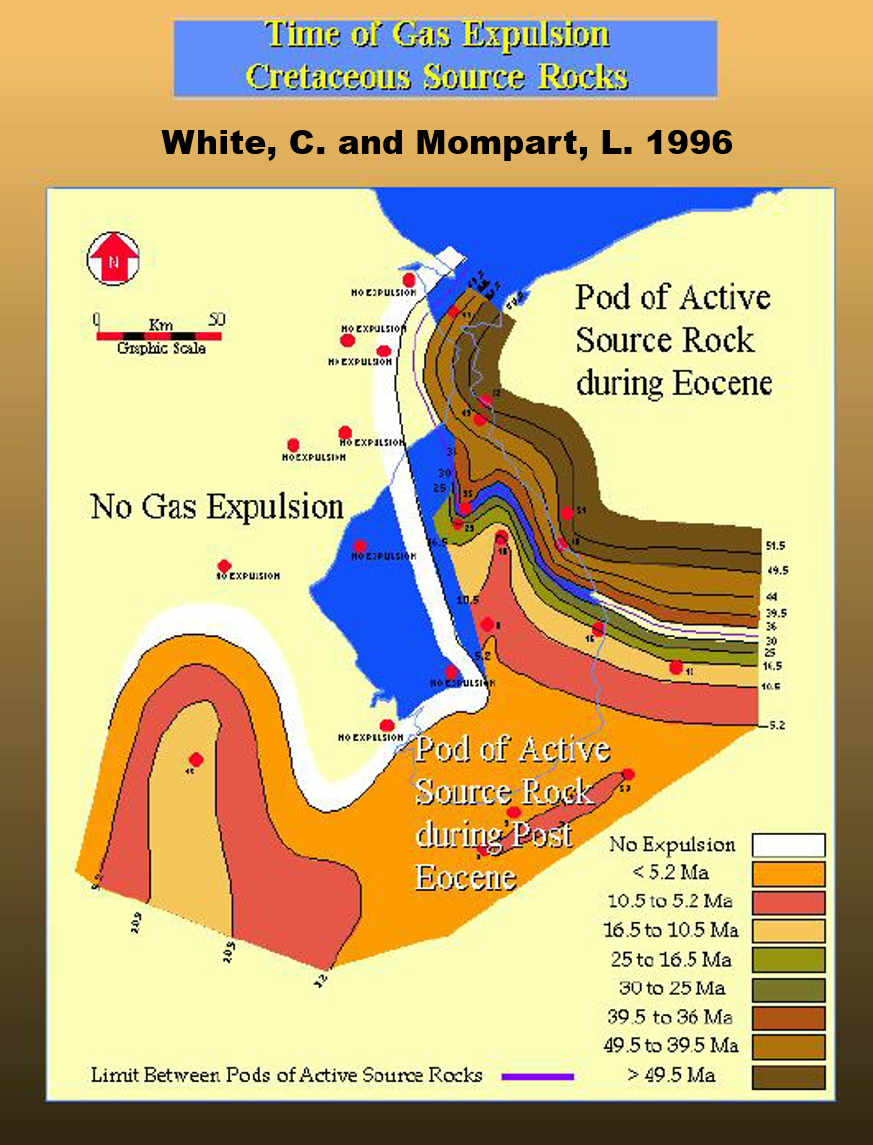 Time of Gas Expulsion
Cretaceous Source Rocks
White, C. and Mompart, L. 1996
N
0 50
Km
Graphic Scale
NO EXPULSION
NO EXPULSION
NO EXPULSION
NO EXPULSION
NO EXPULSION
NO EXPULSION
NO EXPULSION
NO EXPULSION
NO EXPULSION
Pod of Active
Source Rock
during Eocene
No Gas Expulsion
30
25
10.5
5.2
51.5
49.5
44
39.5
36
30
25
16.5
10.5
5.2
Pod of Active
Source Rock
during Post
Eocene
No Expulsion
< 5.2 Ma
10.5 to 5.2 Ma
16.5 to 10.5 Ma
25 to 16.5 Ma
30 to 25 Ma
39.5 to 36 Ma
49.5 to 39.5 Ma
> 49.5 Ma
Limit Between Pods of Active Source Rocks